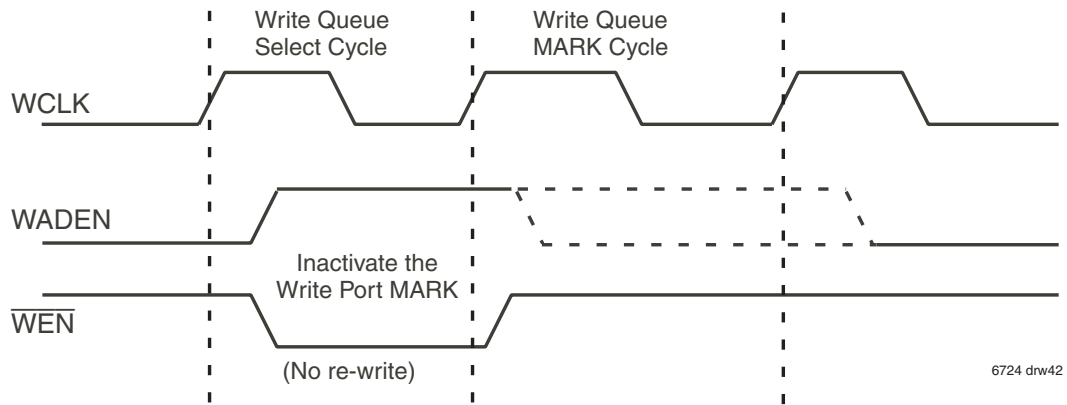 Write Queue
Select Cycle
Write Queue
MARK Cycle
WCLK
WADEN
Inactivate the
Write Port MARK
WEN
(No re-write)
6724 drw42